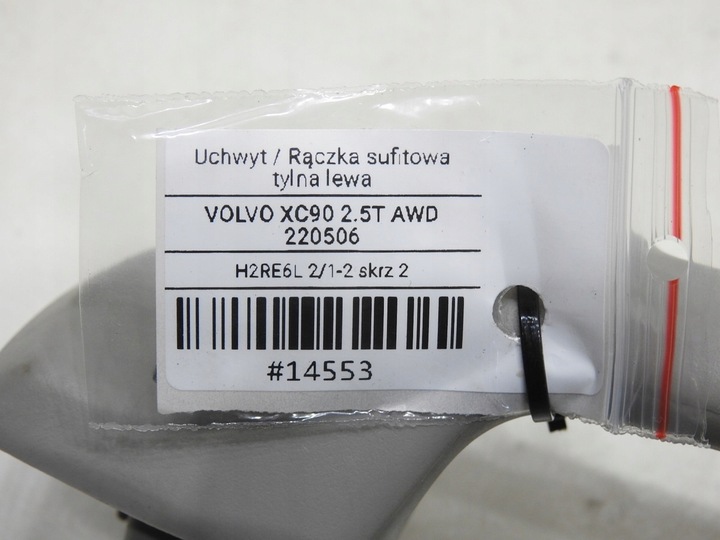 Uchwyt / Rączka sufitowa
tylna lewa
VOLVO XC90 2.5T AWD
220506
H2RE6L 2/1-2 skrz 2
#14553